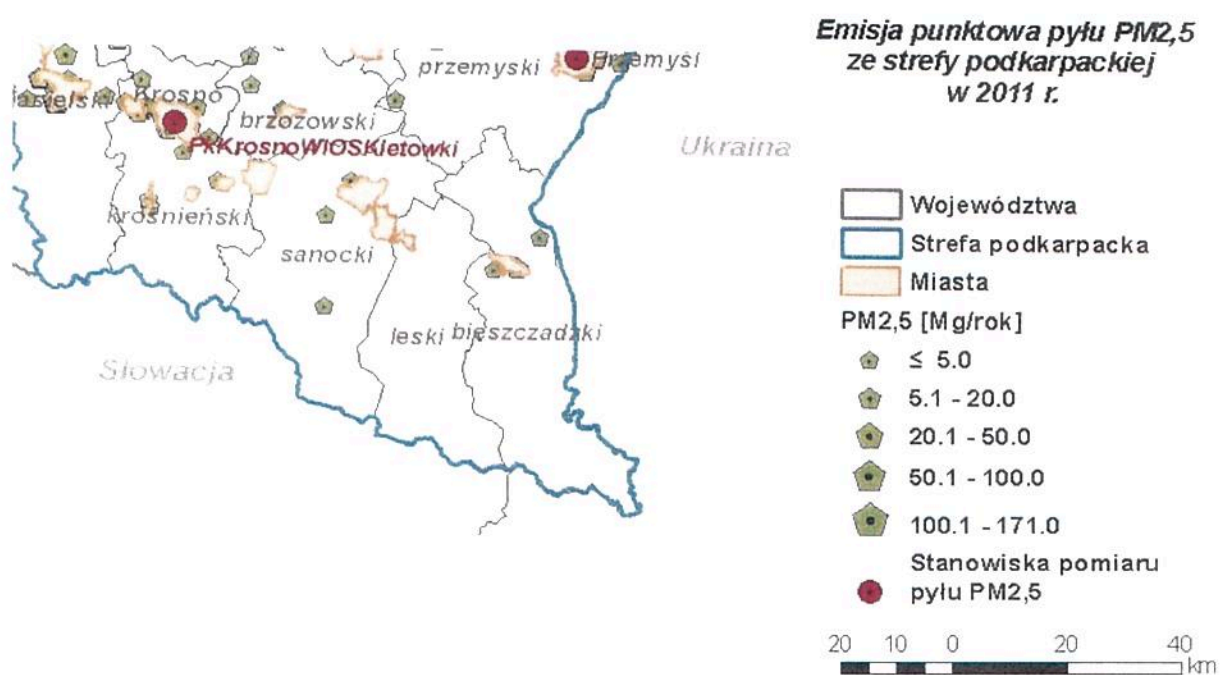 Emisja punktowa pyłu PM2,5
ze strefy podkarpackiej
w 2011 r.
przemyski
Przemyśl
jasielski
Krosno
brzozowski
PkKrosnoWIOSKletowki
Ukraina
krośnieński
sanocki
leski
bieszczadzki
Słowacja
Województwa
Strefa podkarpacka
Miasta
PM2,5 [Mg/rok]
≤ 5.0
5.1 - 20.0
20.1 - 50.0
50.1 - 100.0
100.1 - 171.0
Stanowiska pomiaru
pyłu PM2,5
20 10 0 20 40
km